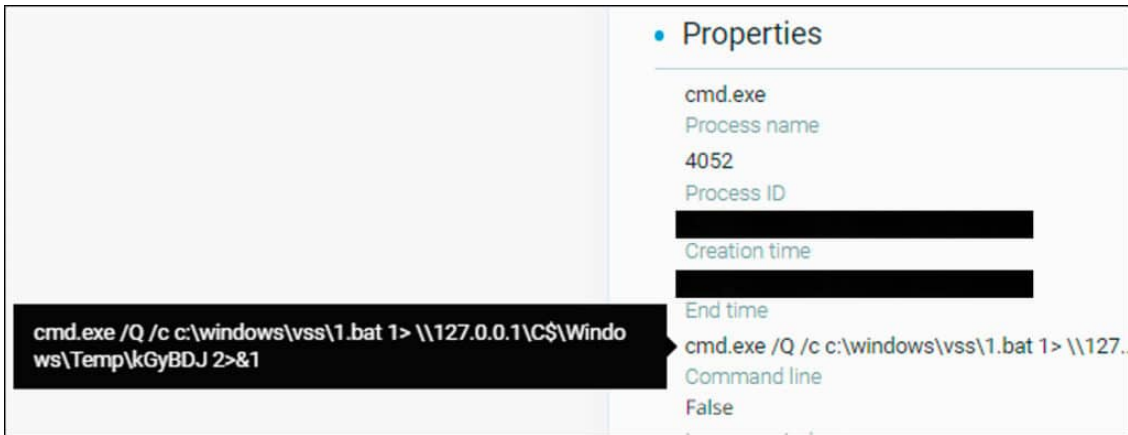 Properties
cmd.exe
Process name
4052
Process ID
Creation time
End time
cmd.exe /Q /c c:\windows\vss\1.bat 1> \\127.0.0.1\C$\Windo
ws\Temp\kGyBDJ 2>&1
cmd.exe /Q /c c:\windows\vss\1.bat 1> \\127..
Command line
False